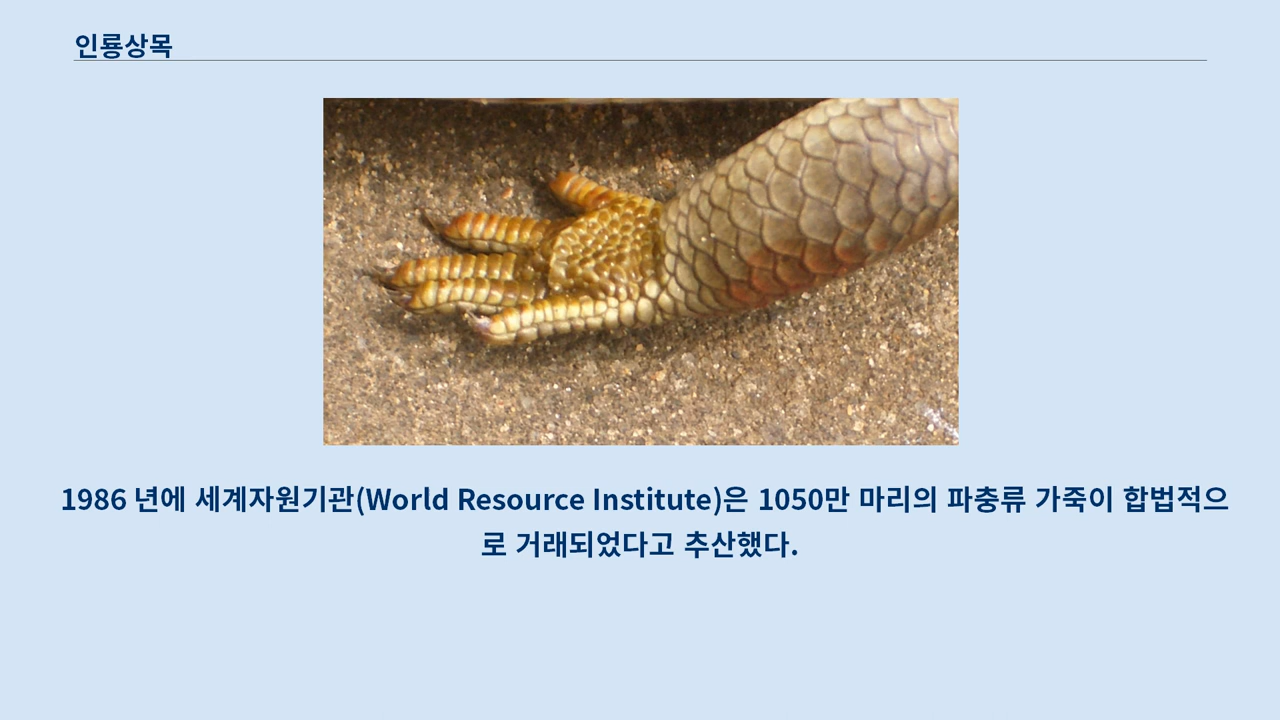 인룡상목
1986 년에 세계자원기관(World Resource Institute)은 1050만 마리의 파충류 가죽이 합법적으
로 거래되었다고 추산했다.